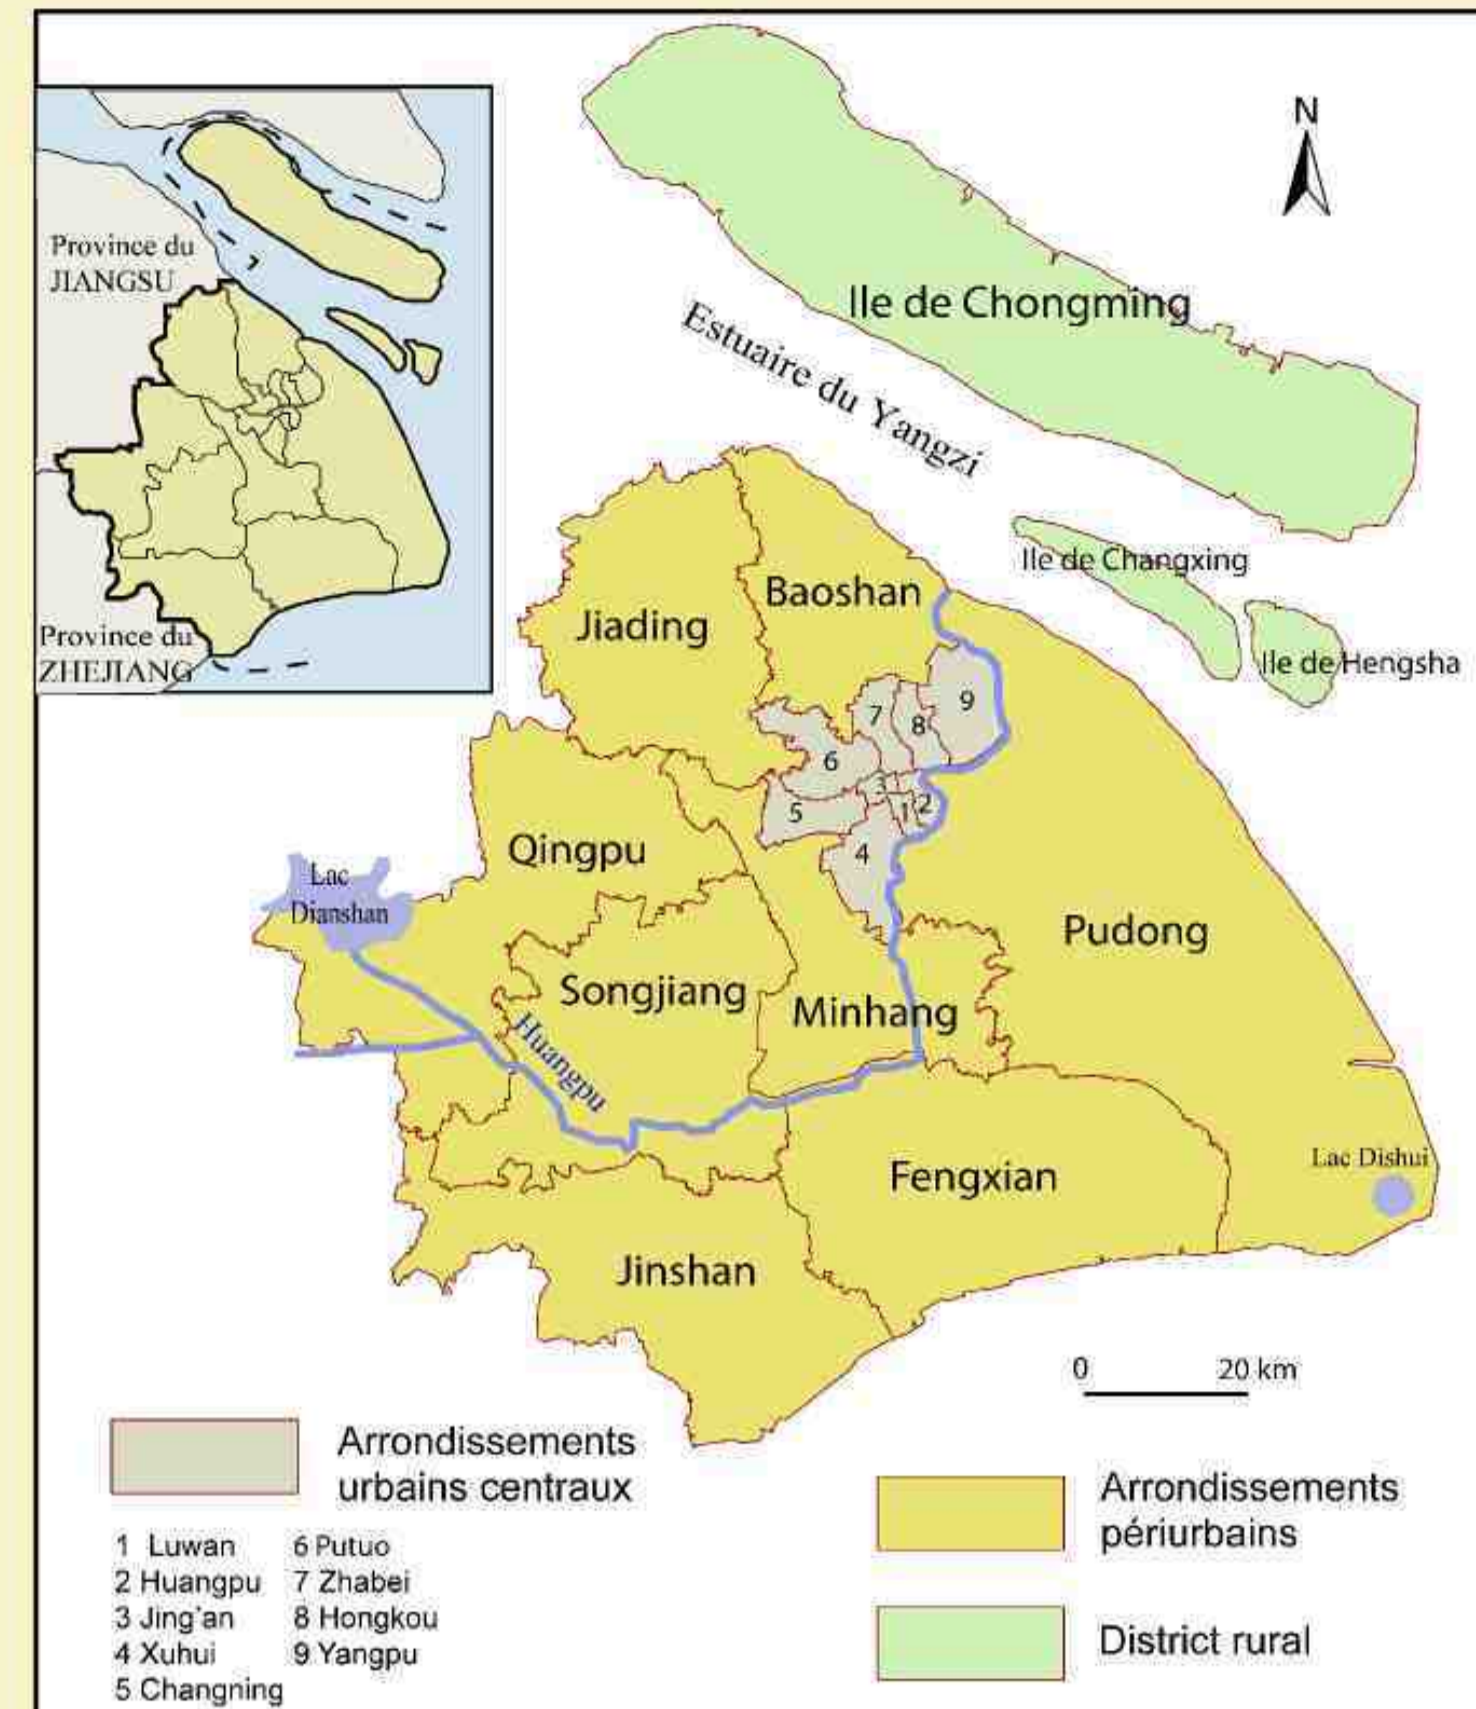 Province du
JIANGSU
Province du
ZHEJIANG
N
Ile de Chongming
Estuaire du Yangzi
Ile de Changxing
Ile de Hengsha
Baoshan
Jiading
9
7
8
6
3
5
1
2
4
Qingpu
Lac
Dianshan
Pudong
Songjiang
Minhang
Huangpu
Lac Dishui
Fengxian
Jinshan
0 20 km
Arrondissements
urbains centraux
1 Luwan
2 Huangpu
3 Jing'an
4 Xuhui
5 Changning
6 Putuo
7 Zhabei
8 Hongkou
9 Yangpu
Arrondissements
périurbains
District rural